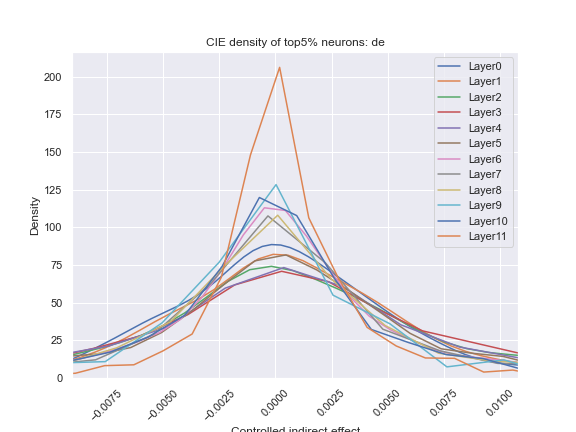 CIE density of top5% neurons: de
200
175
150
125
100
75
50
25
0
Density
Layer0
Layer1
Layer2
Layer3
Layer4
Layer5
Layer6
Layer7
Layer8
Layer9
Layer10
Layer11
−0.0075
−0.0050
−0.0025
0.0000
0.0025
0.0050
0.0075
0.0100
Controlled indirect effect